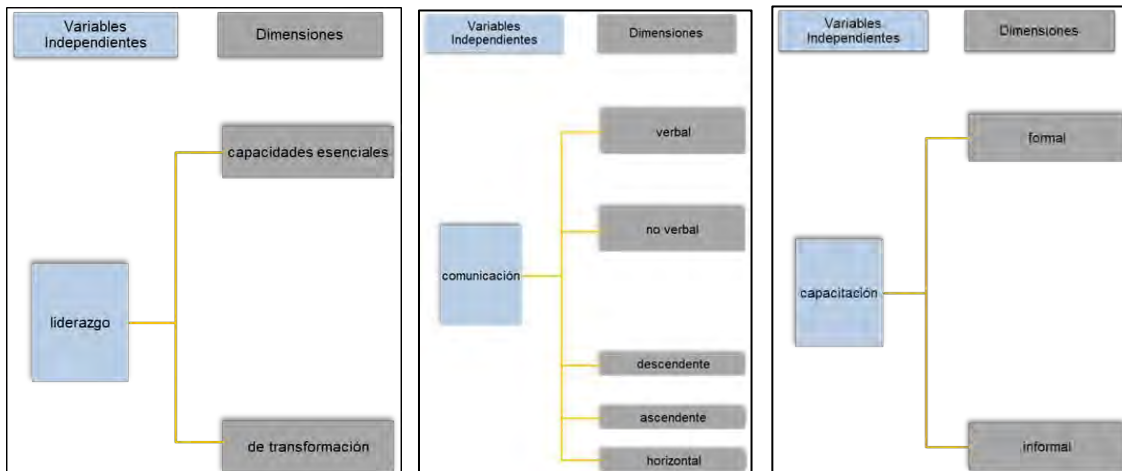 Variables
Independientes
Dimensiones
capacidades esenciales
liderazgo
de transformación
Variables
Independientes
Dimensiones
verbal
no verbal
comunicación
descendente
ascendente
horizontal
Variables
Independientes
Dimensiones
formal
capacitación
informal